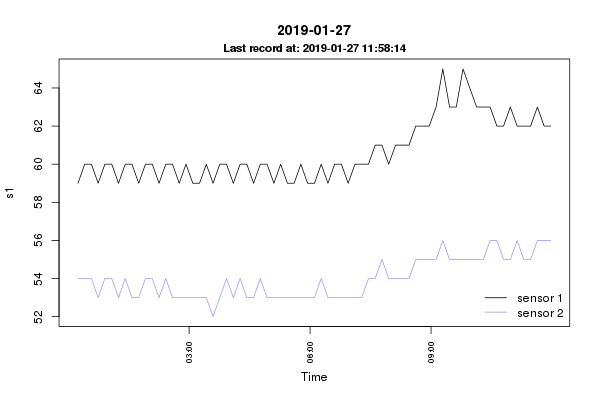 2019-01-27
Last record at: 2019-01-27 11:58:14
s1
64
62
60
58
56
54
52
sensor 1
sensor 2
03:00
06:00
09:00
Time